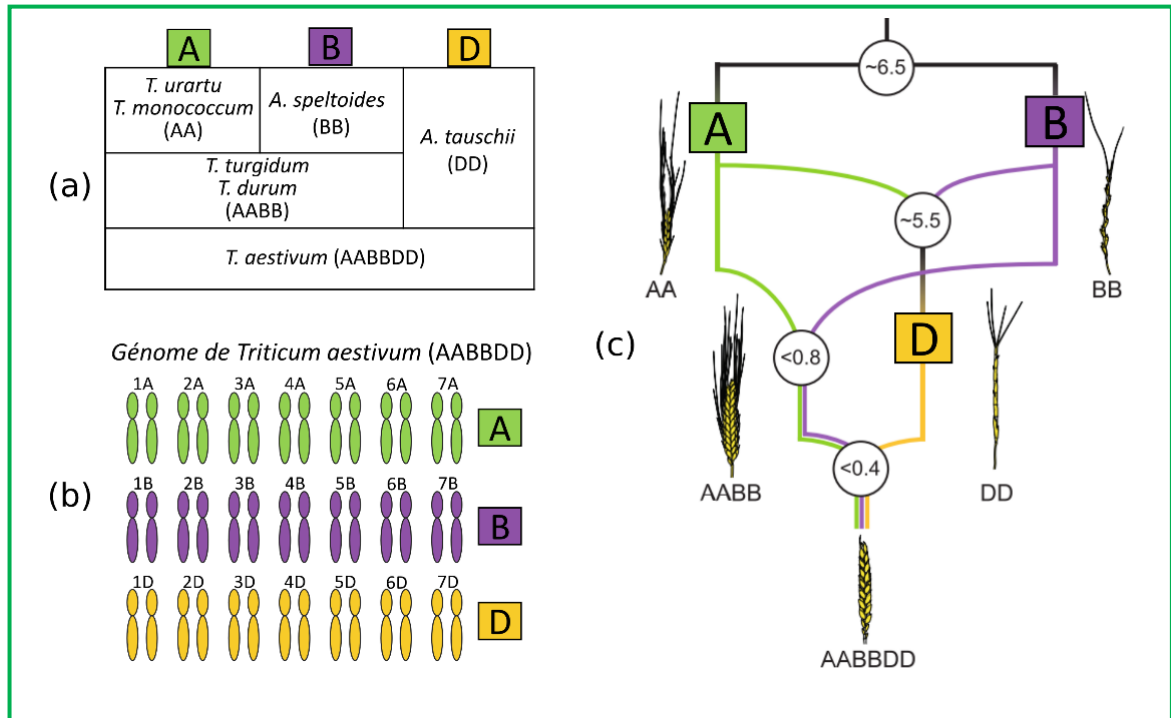 A
B
D
T. urartu
T. monococcum
(AA)
A. speltoides
(BB)
A. tauschii
(DD)
(a)
T. turgidum
T. durum
(AABB)
T. aestivum (AABBDD)
Génome de Triticum aestivum (AABBDD)
1A 2A 3A 4A 5A 6A 7A
A
(b)
1B 2B 3B 4B 5B 6B 7B
B
1D 2D 3D 4D 5D 6D 7D
D
~6.5
A
B
~5.5
AA
BB
(c)
<0.8
D
<0.4
AABB
DD
AABBDD